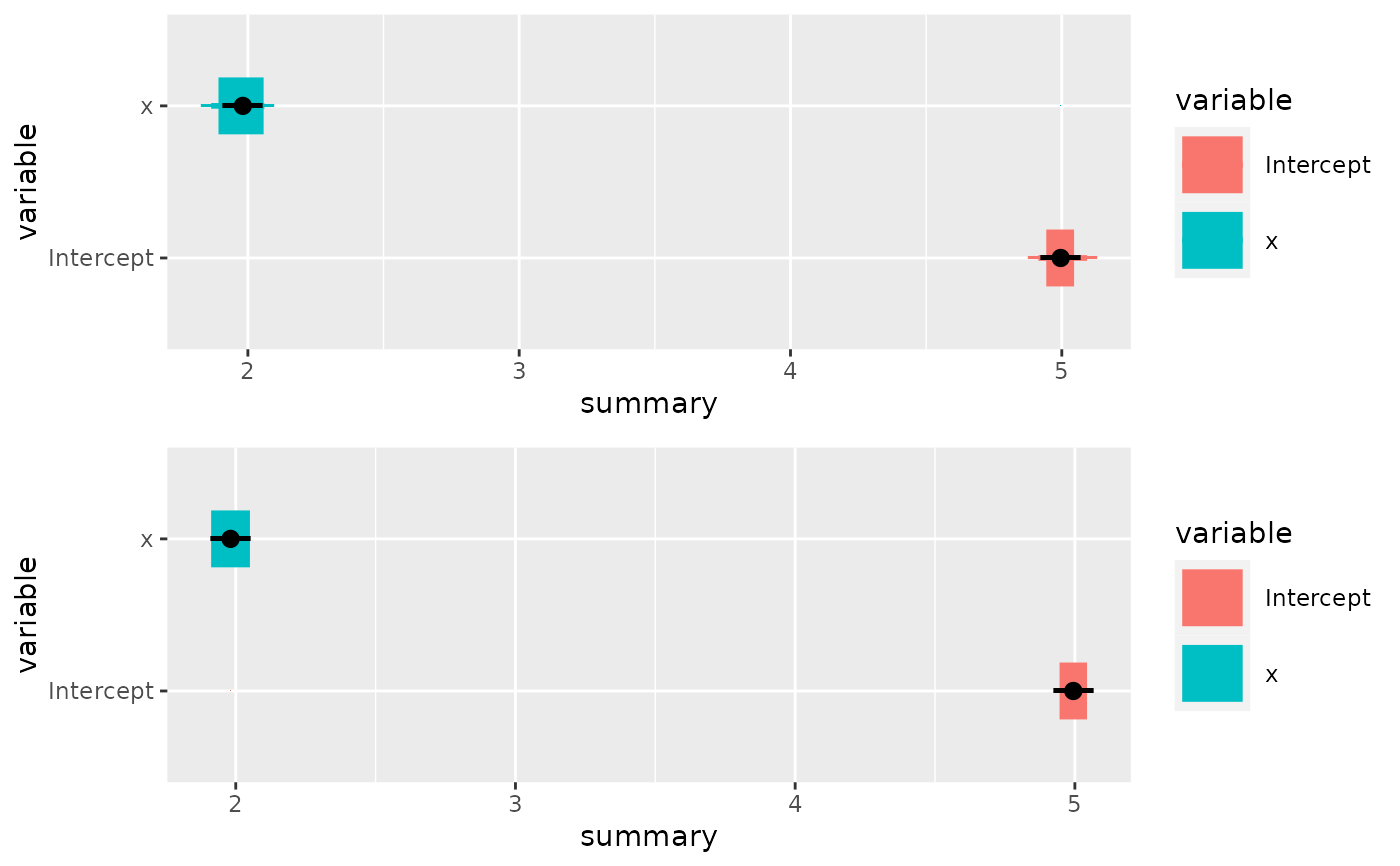 variable
x
Intercept
2 3 4 5
summary
variable
Intercept
x
variable
x
Intercept
2 3 4 5
summary
variable
Intercept
x